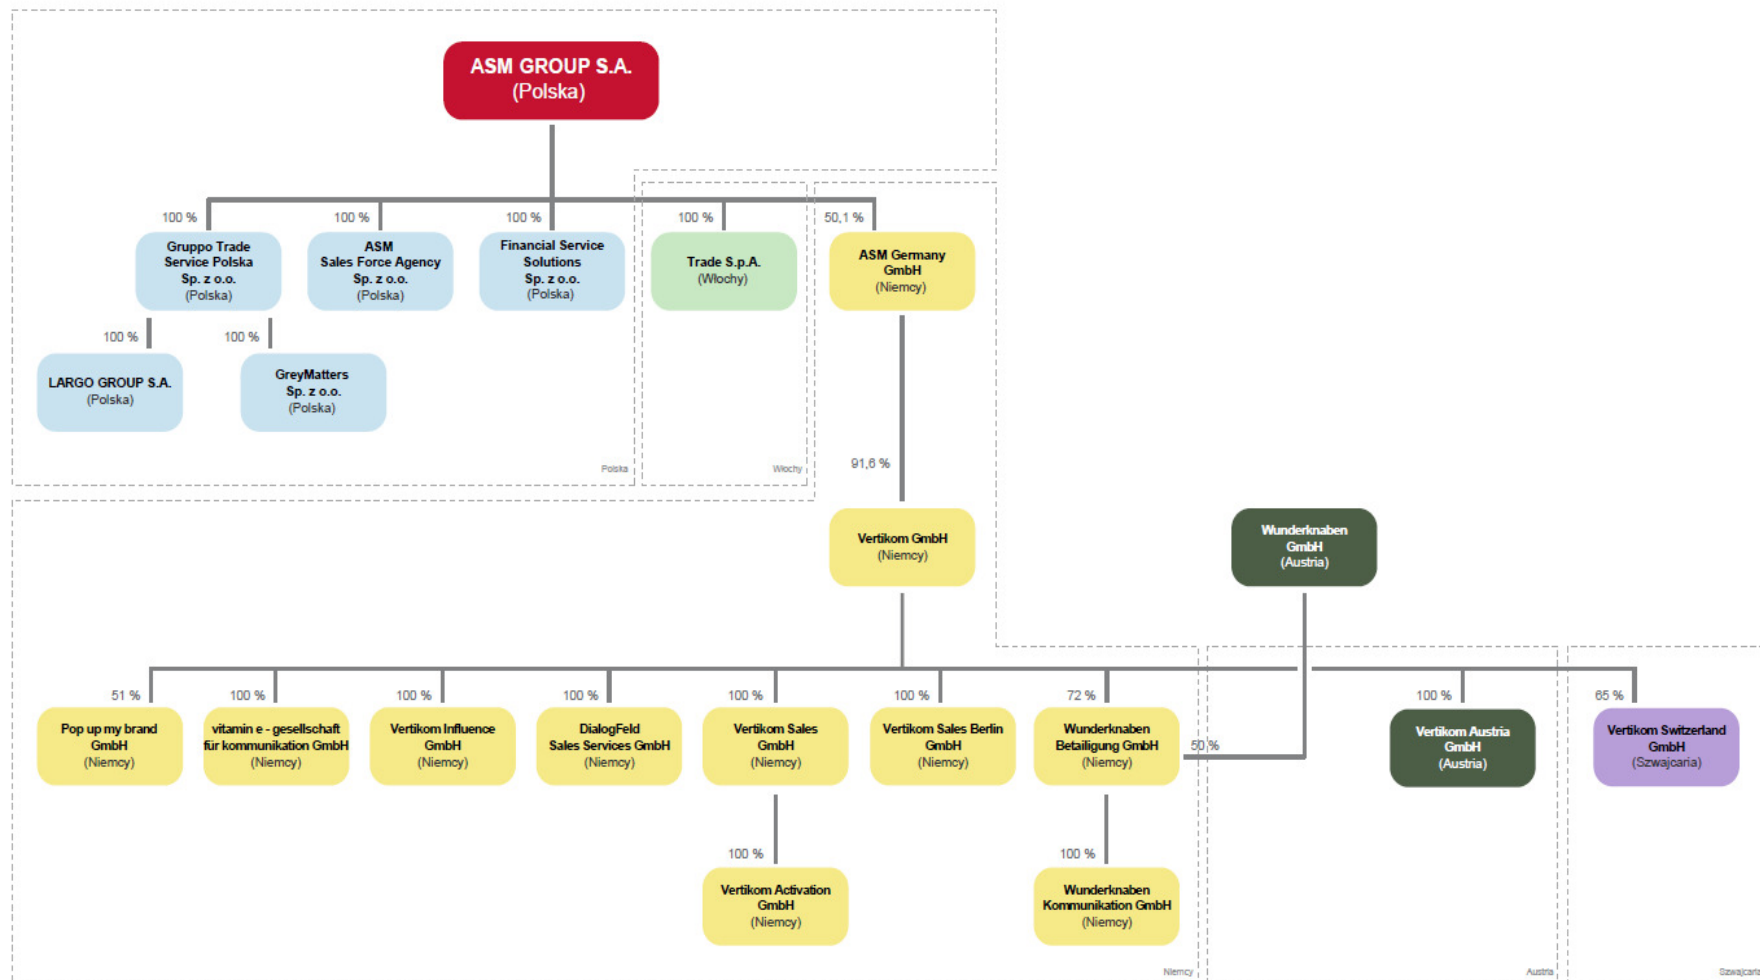 ASM GROUP S.A.
(Polska)
100 %
100 %
100 %
100 %
50,1 %
Gruppo Trade
Service Polska
Sp. z o.o.
(Polska)
ASM
Sales Force Agency
Sp. z o.o.
(Polska)
Financial Service
Solutions
Sp. z o.o.
(Polska)
Trade S.p.A.
(Włochy)
ASM Germany
GmbH
(Niemcy)
100 %
100 %
LARGO GROUP S.A.
(Polska)
GreyMatters
Sp. z o.o.
(Polska)
Polska
Włochy
91,6 %
Vertikom GmbH
(Niemcy)
Wunderknaben
GmbH
(Austria)
51 %
100 %
100 %
100 %
100 %
100 %
72 %
100 %
65 %
Pop up my brand
GmbH
(Niemcy)
vitamin e - gesellschaft
für kommunikation GmbH
(Niemcy)
Vertikom Influence
GmbH
(Niemcy)
DialogFeld
Sales Services GmbH
(Niemcy)
Vertikom Sales
GmbH
(Niemcy)
Vertikom Sales Berlin
GmbH
(Niemcy)
Wunderknaben
Betailigung GmbH
(Niemcy)
50 %
Vertikom Austria
GmbH
(Austria)
Vertikom Switzerland
GmbH
(Szwajcaria)
100 %
100 %
Vertikom Activation
GmbH
(Niemcy)
Wunderknaben
Kommunikation GmbH
(Niemcy)
Niemcy
Austria
Szwajcaria